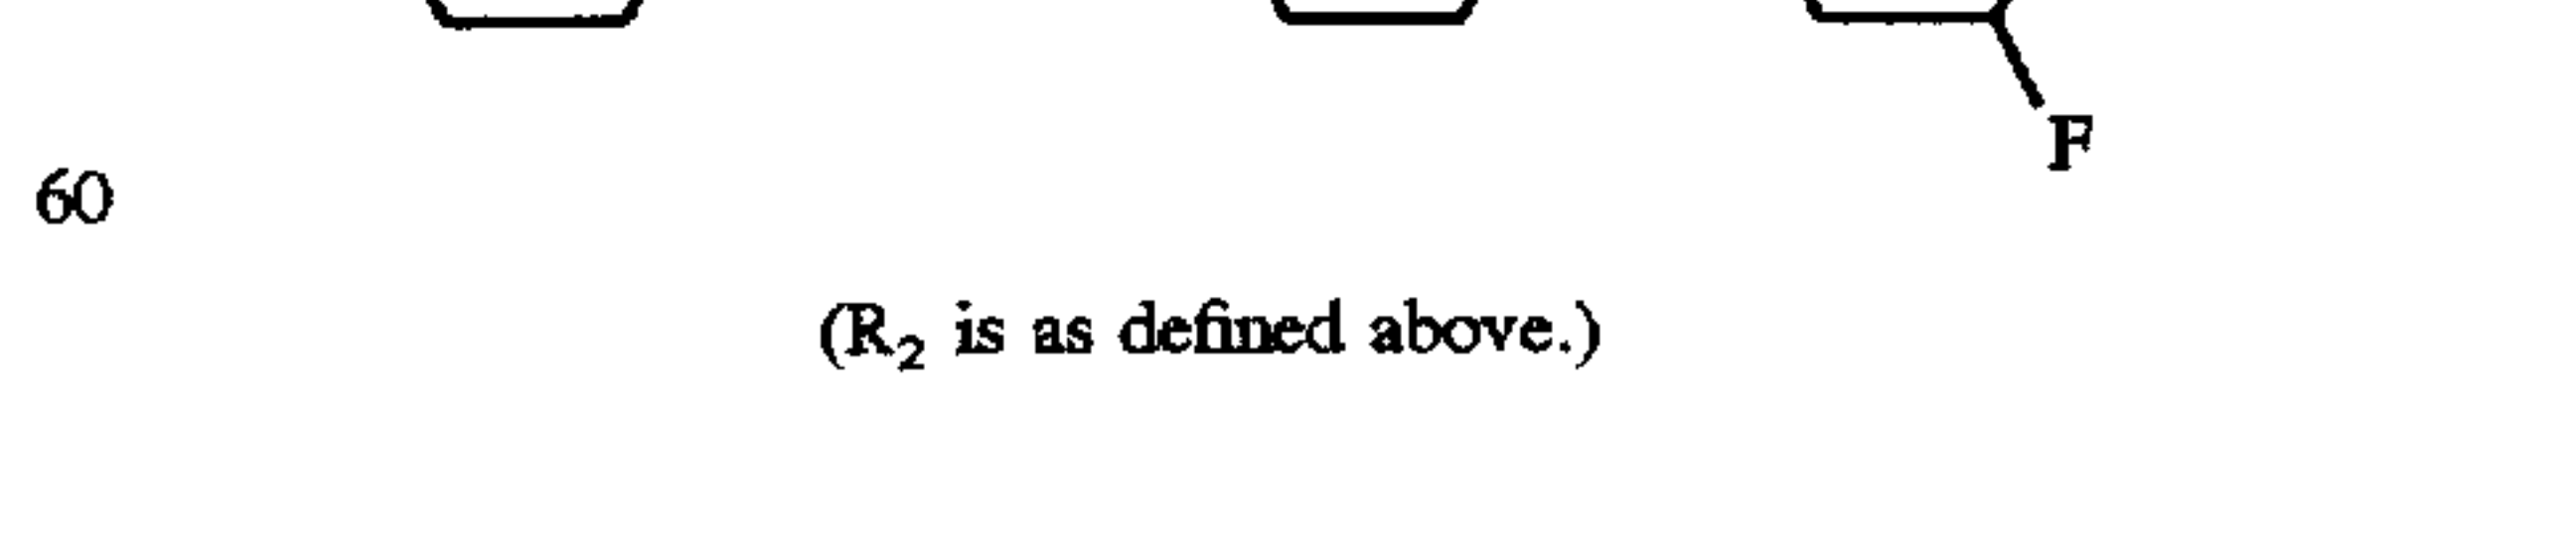 F
60
(R₂ is as defined above.)